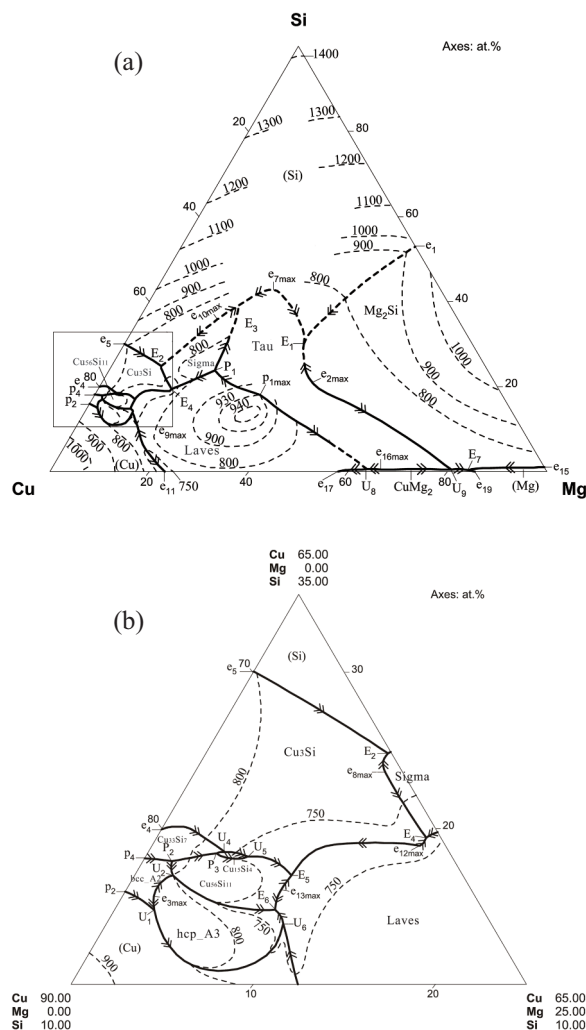 Si
(a)
Axes: at.%
1400
20
1300
1300
80
1200
(Si)
1200
40
1100
1100
60
1000
1000
900
e1
900
e7max
800
60
800
e10max
Mg2Si
40
E3
e5
E2
800
E1
1000
Cu56Si11
Tau
Cu3Si
Sigma
P1
900
80
e4
p1max
e2max
20
P4
E4
930
940
800
P2
e9max
900
900
800
Laves
e16max
E7
1000
(Cu)
800
e15
Cu
20
e11
750
40
e17
60
U8
CuMg2
80
U9
e19
(Mg)
Mg
Cu 65.00
Mg 0.00
Si 35.00
(b)
Axes: at.%
(Si)
e5
70
30
Cu3Si
E2
e8max
Sigma
800
80
750
20
e4
E4
Cu33Si7
U4
U5
e12max
P4
P2
P3
Cu15Si4
U2
E5
750
bcc_A2
Cu56Si11
P2
e3max
E6
e13max
U1
U6
hcp_A3
750
Laves
(Cu)
800
900
10
20
Cu 90.00
Mg 0.00
Si 10.00
Cu 65.00
Mg 25.00
Si 10.00